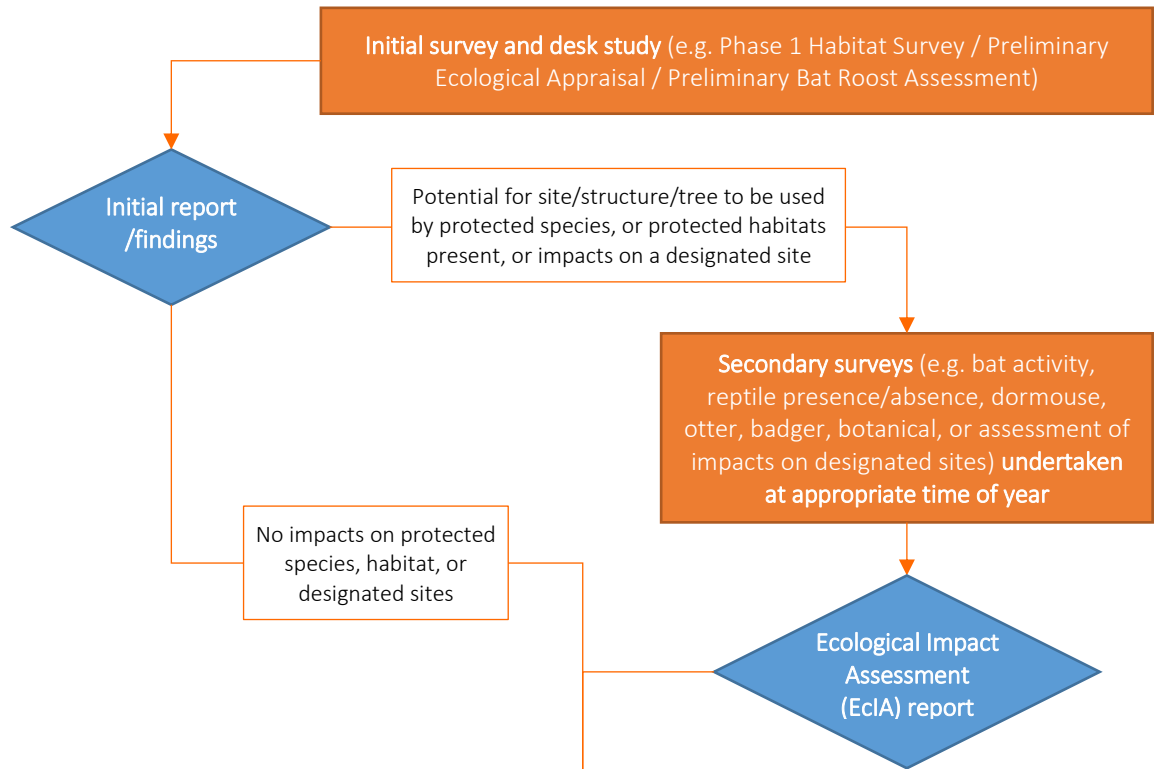 Initial survey and desk study (e.g. Phase 1 Habitat Survey / Preliminary
Ecological Appraisal / Preliminary Bat Roost Assessment)
Initial report
/findings
Potential for site/structure/tree to be used
by protected species, or protected habitats
present, or impacts on a designated site
Secondary surveys (e.g. bat activity,
reptile presence/absence, dormouse,
otter, badger, botanical, or assessment of
impacts on designated sites) undertaken
at appropriate time of year
No impacts on protected
species, habitat, or
designated sites
Ecological Impact
Assessment
(EcIA) report